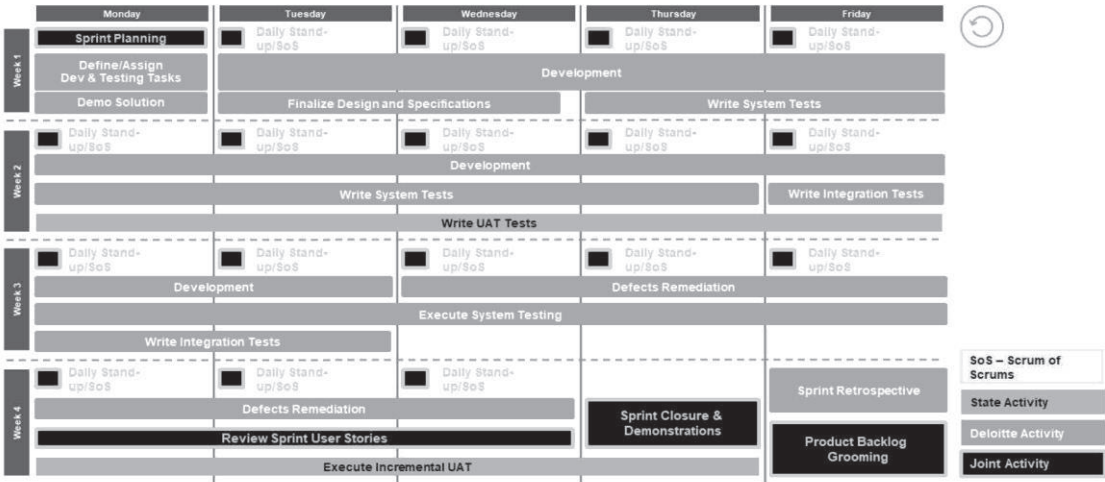 Monday Tuesday Wednesday Thursday Friday
Week 1
Sprint Planning
Daily Stand-
up/SoS
Daily Stand-
up/SoS
Daily Stand-
up/SoS
Daily Stand-
up/SoS
Define/Assign
Dev & Testing Tasks
Development
Demo Solution
Finalize Design and Specifications
Write System Tests
Week 2
Daily Stand-
up/SoS
Daily Stand-
up/SoS
Daily Stand-
up/SoS
Daily Stand-
up/SoS
Daily Stand-
up/SoS
Development
Write System Tests
Write Integration Tests
Write UAT Tests
Week 3
Daily Stand-
up/SoS
Daily Stand-
up/SoS
Daily Stand-
up/SoS
Daily Stand-
up/SoS
Daily Stand-
up/SoS
Development
Defects Remediation
Execute System Testing
Write Integration Tests
Week 4
Daily Stand-
up/SoS
Daily Stand-
up/SoS
Daily Stand-
up/SoS
Defects Remediation
Review Sprint User Stories
Execute Incremental UAT
Sprint Closure &
Demonstrations
Sprint Retrospective
Product Backlog
Grooming
SoS – Scrum of
Scrums
State Activity
Deloitte Activity
Joint Activity